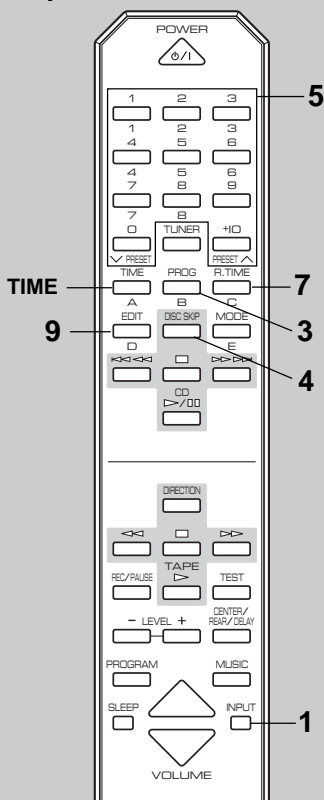 POWER
⏻/I
1 2 3
5
1 2 3
4 5 6
4 5 6
7 8 9
7 8
0 TUNER +10
PRESET PRESET
TIME PROG R.TIME
TIME
7
A B C
3
EDIT DISC SKIP MODE
9
D E
4
CD
DIRECTION
TAPE
REC/PAUSE TEST
− LEVEL +
CENTER/
REAR/DELAY
PROGRAM MUSIC
SLEEP INPUT
1
VOLUME